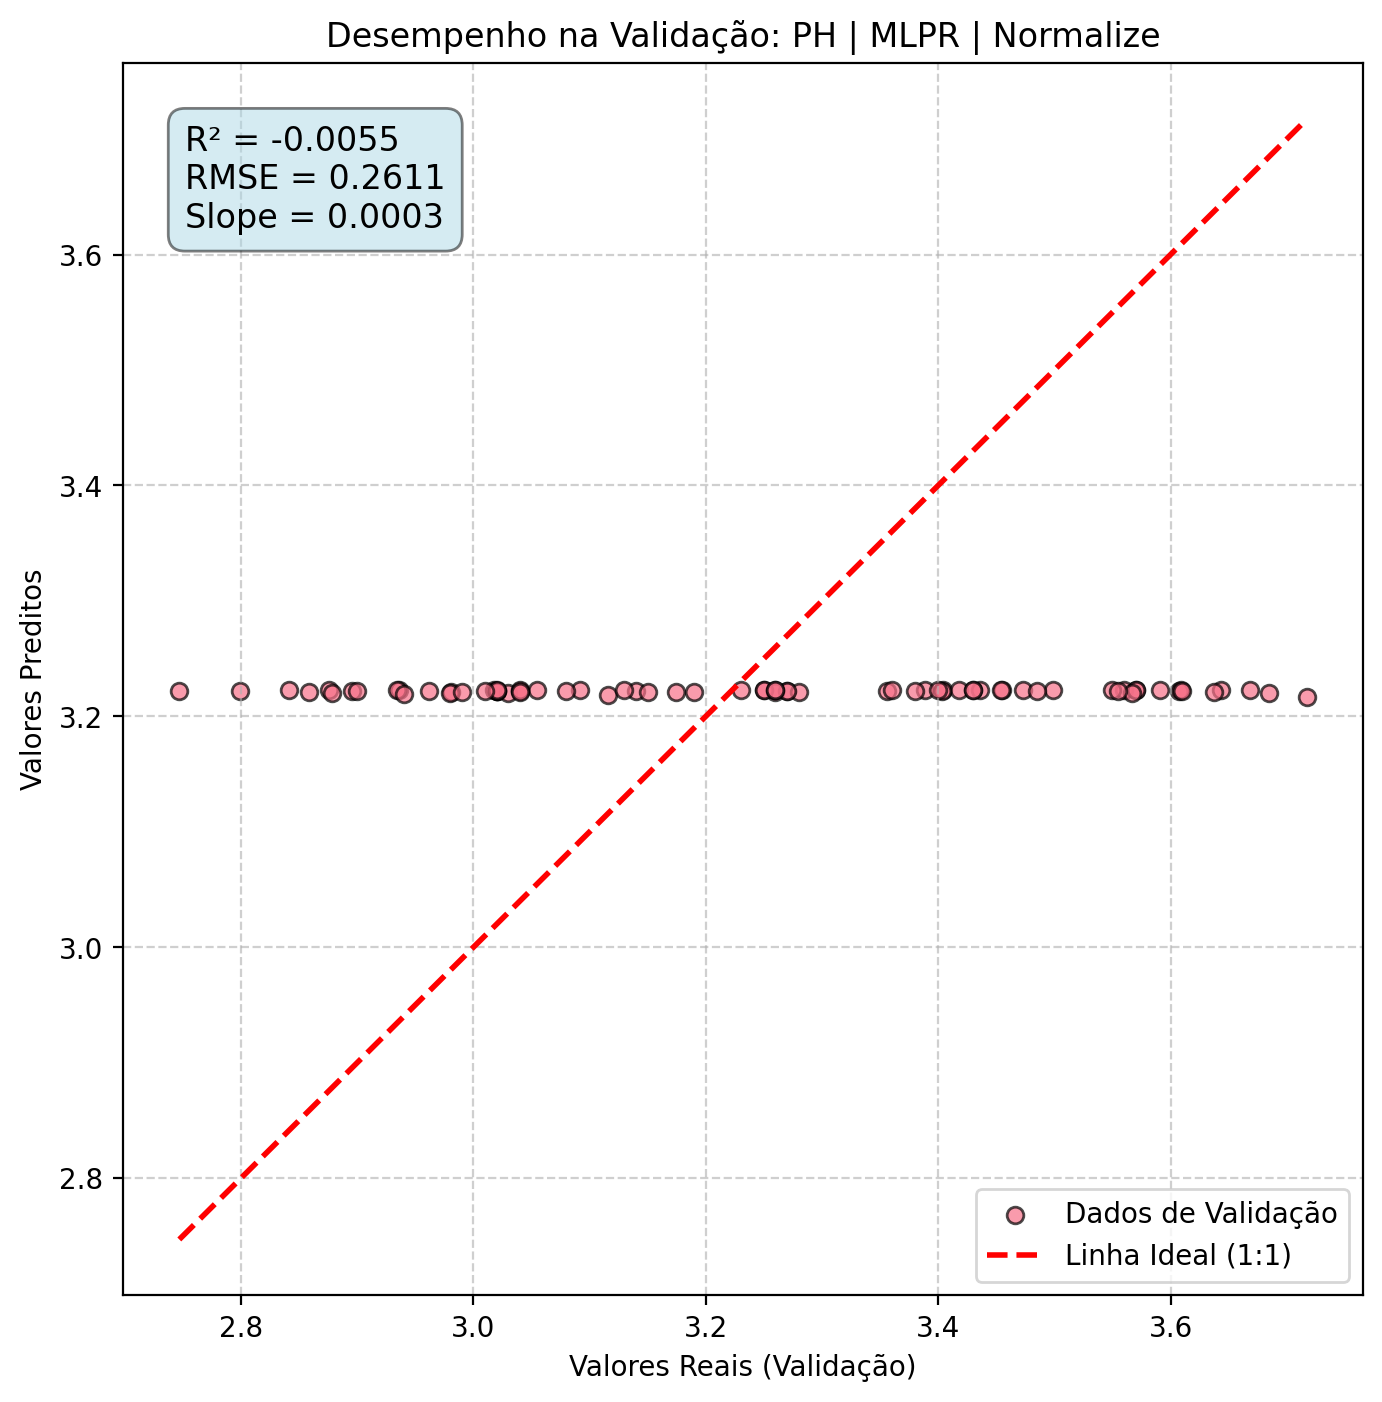 Desempenho na Validação: PH | MLPR | Normalize
R² = -0.0055
RMSE = 0.2611
Slope = 0.0003
3.6
3.4
3.2
3.0
2.8
Valores Preditos
Dados de Validação
Linha Ideal (1:1)
2.8
3.0
3.2
3.4
3.6
Valores Reais (Validação)